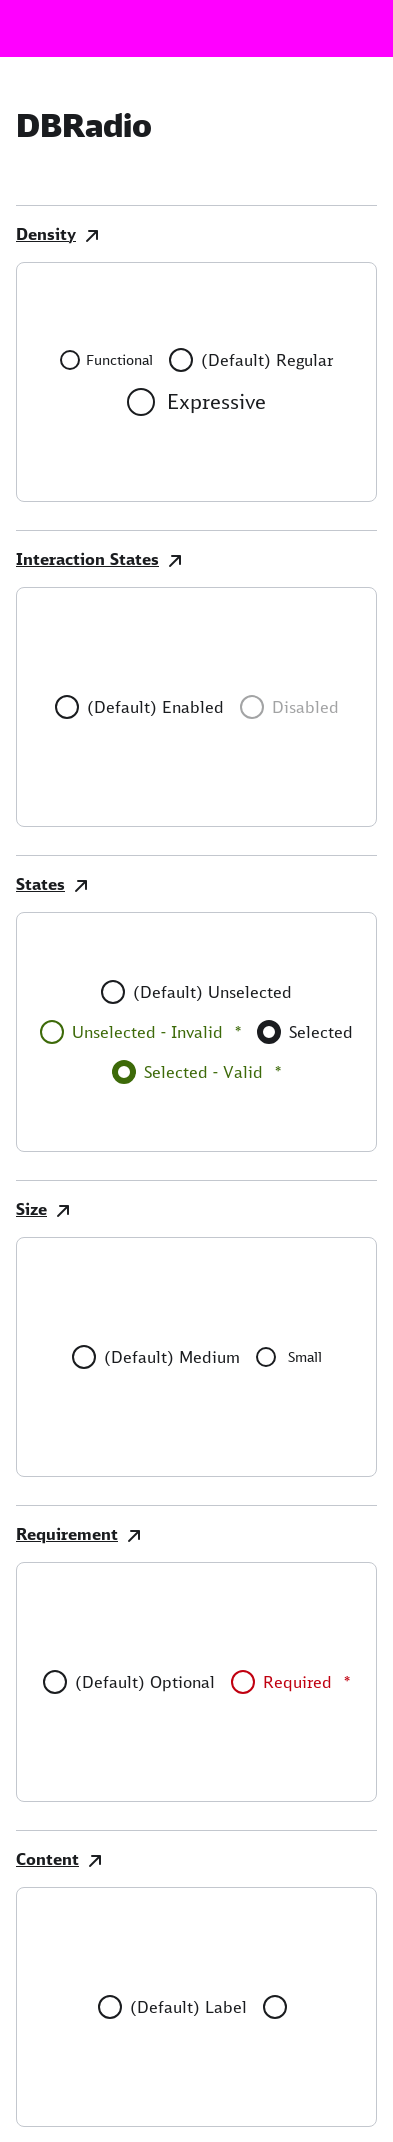 DBRadio
Density
Functional (Default) Regular
Expressive
Interaction States
(Default) Enabled Disabled
States
(Default) Unselected
Unselected - Invalid * Selected
Selected - Valid *
Size
(Default) Medium Small
Requirement
(Default) Optional Required *
Content
(Default) Label